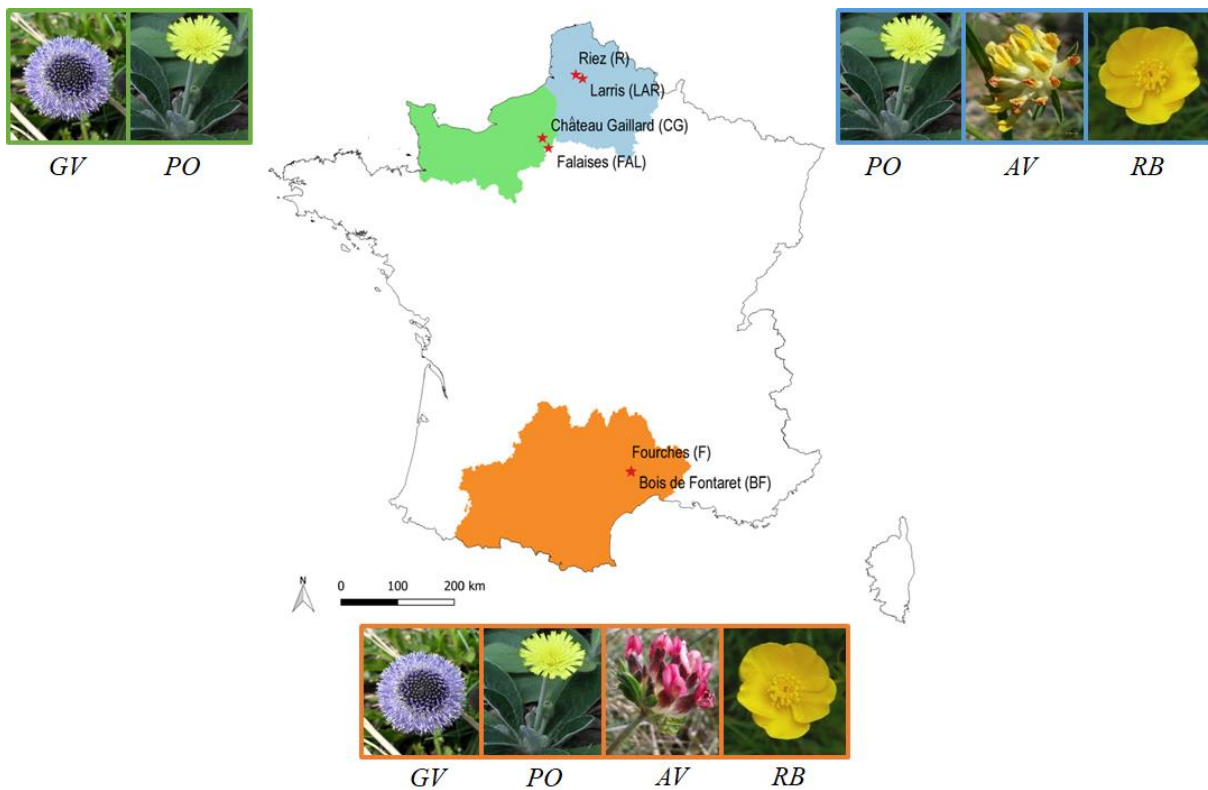 GV PO
PO AV RB
Riez (R)
Larris (LAR)
Château Gaillard (CG)
Falaises (FAL)
Fourches (F)
Bois de Fontaret (BF)
N
0 100 200 km
GV PO AV RB